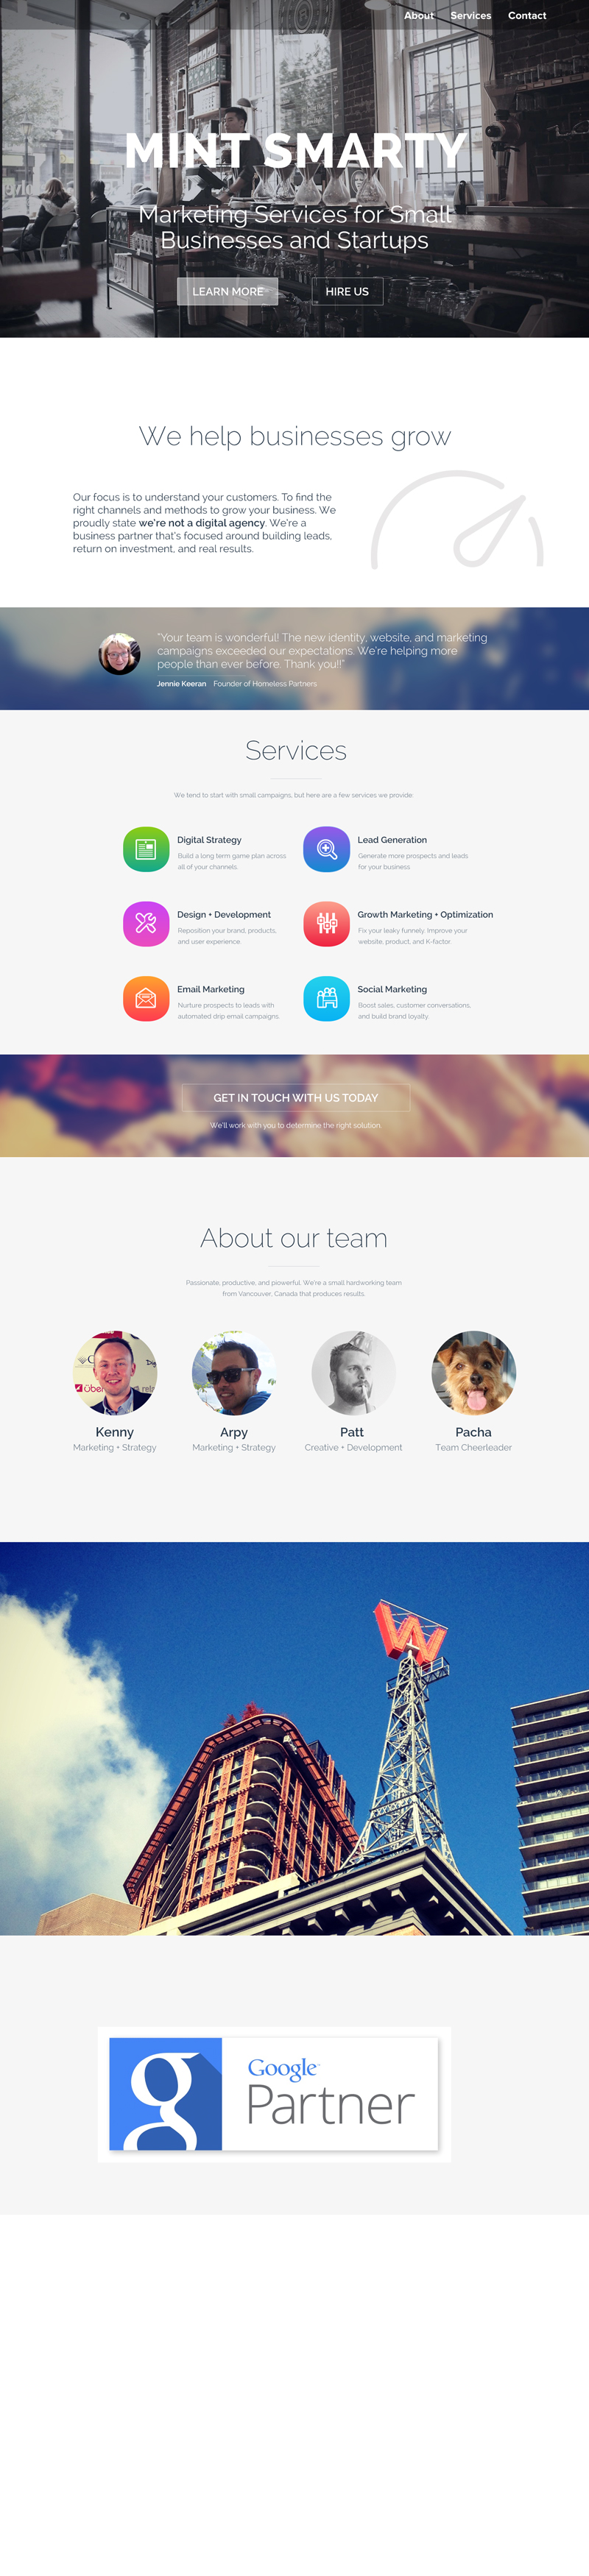 About Services Contact
MINT SMARTY
Marketing Services for Small
Businesses and Startups
LEARN MORE HIRE US
We help businesses grow
Our focus is to understand your customers. To find the
right channels and methods to grow your business. We
proudly state we're not a digital agency. We're a
business partner that's focused around building leads,
return on investment, and real results.
"Your team is wonderful! The new identity, website, and marketing
campaigns exceeded our expectations. We're helping more
people than ever before. Thank you!!"
Jennie Keeran Founder of Homeless Partners
Services
We tend to start with small campaigns, but here are a few services we provide:
Digital Strategy
Build a long term game plan across
all of your channels.
Lead Generation
Generate more prospects and leads
for your business
Design + Development
Reposition your brand, products,
and user experience.
Growth Marketing + Optimization
Fix your leaky funnely. Improve your
website, product, and K-factor.
Email Marketing
Nurture prospects to leads with
automated drip email campaigns.
Social Marketing
Boost sales, customer conversations,
and build brand loyalty.
GET IN TOUCH WITH US TODAY
We'll work with you to determine the right solution.
About our team
Passionate, productive, and piowerful. We're a small hardworking team
from Vancouver, Canada that produces results.
Kenny
Marketing + Strategy
Arpy
Marketing + Strategy
Patt
Creative + Development
Pacha
Team Cheerleader
W
g
Google
Partner